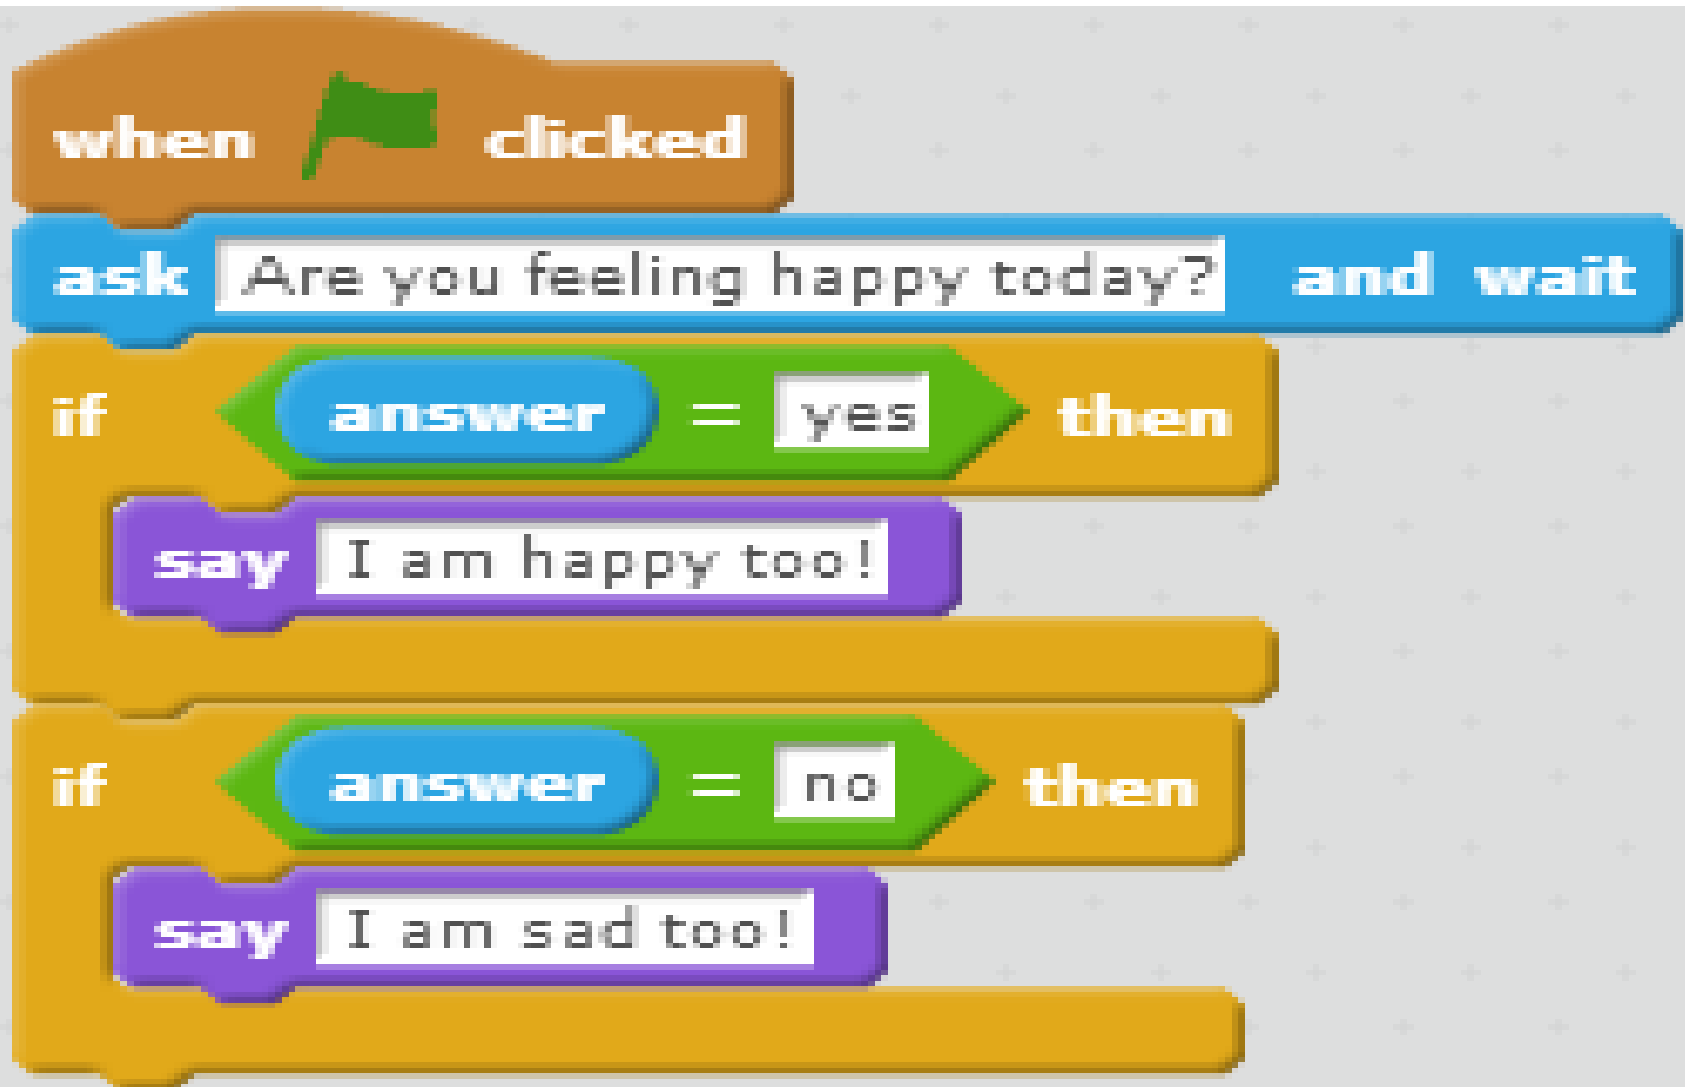 when clicked
ask Are you feeling happy today? and wait
if answer = yes then
say I am happy too!
if answer = no then
say I am sad too!